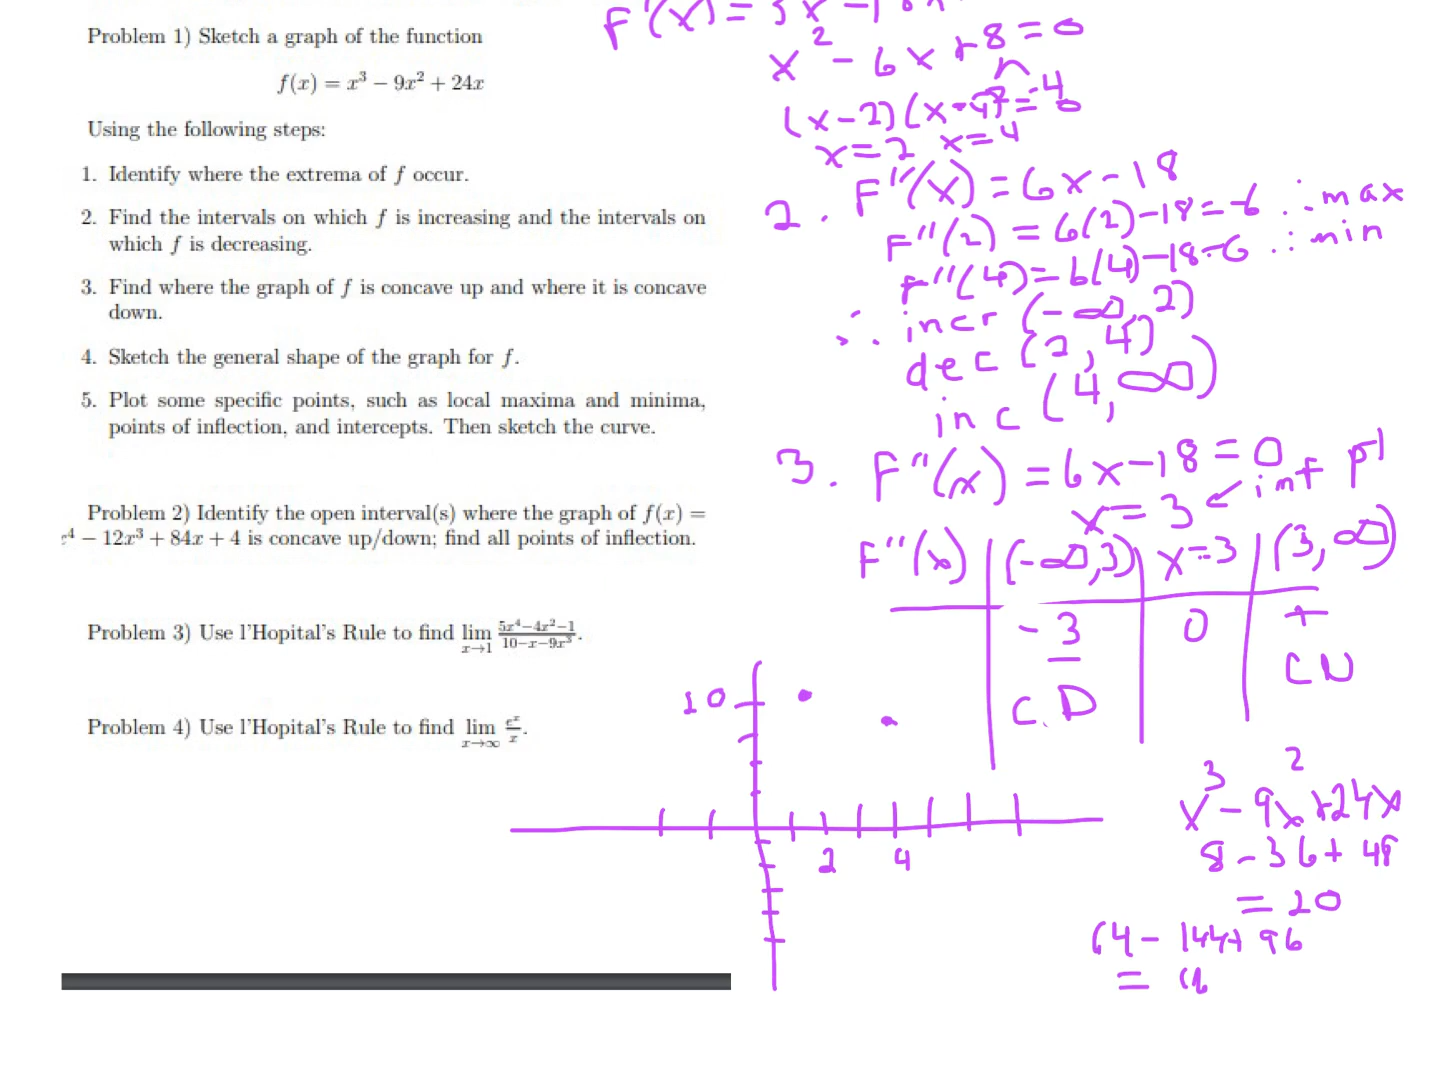 Problem 1) Sketch a graph of the function
f(x) = x³ − 9x² + 24x
Using the following steps:
1. Identify where the extrema of f occur.
2. Find the intervals on which f is increasing and the intervals on
which f is decreasing.
3. Find where the graph of f is concave up and where it is concave
down.
4. Sketch the general shape of the graph for f.
5. Plot some specific points, such as local maxima and minima,
points of inflection, and intercepts. Then sketch the curve.
Problem 2) Identify the open interval(s) where the graph of f(x) =
⁴ − 12x³ + 84x + 4 is concave up/down; find all points of inflection.
Problem 3) Use l'Hopital's Rule to find lim x→1 5x⁴−4x²−1 / 10−x−9x³.
Problem 4) Use l'Hopital's Rule to find lim x→∞ eˣ/x.
F'(x) = 3x
x² − 6x + 8 = 0
(x−2)(x−4) = 0
x=2 x=4
2. F''(x) = 6x − 18
F''(2) = 6(2)−18=−6 ∴ max
F''(4)=6(4)−18=6 ∴ min
∴ incr (−∞, 2)
dec (2, 4)
inc (4, ∞)
3. F''(x) = 6x−18 = 0
x = 3 ← inf pt
F''(x) | (−∞,3) | x=3 | (3, ∞)
−3 0 +
C.D CU
10
2 4
x³ − 9x² + 24x
8 − 36 + 48
= 20
64 − 144 + 96
= 16